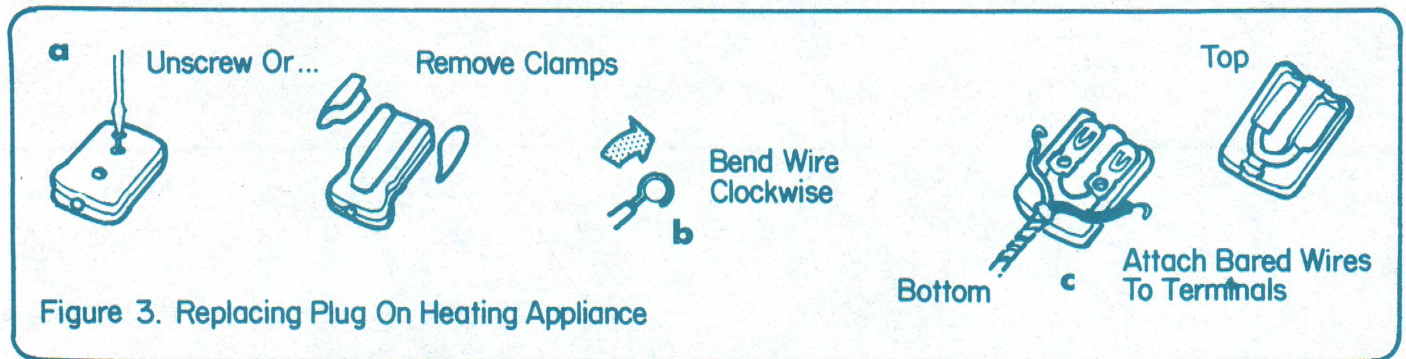 a
Unscrew Or...
Remove Clamps
Bend Wire
Clockwise
b
Top
Bottom
c
Attach Bared Wires
To Terminals
Figure 3. Replacing Plug On Heating Appliance